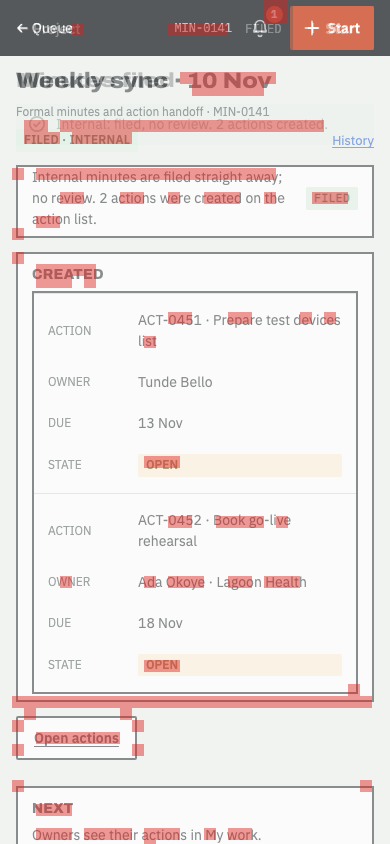 Queue MIN-0141 FILED 1 Start
Weekly sync · 10 Nov
Formal minutes and action handoff · MIN-0141
Internal: filed, no review. 2 actions created.
FILED · INTERNAL
History
Internal minutes are filed straight away;
no review. 2 actions were created on the
action list.
FILED
CREATED
ACTION ACT-0451 · Prepare test devices
list
OWNER Tunde Bello
DUE 13 Nov
STATE OPEN
ACTION ACT-0452 · Book go-live
rehearsal
OWNER Ada Okoye · Lagoon Health
DUE 18 Nov
STATE OPEN
Open actions
NEXT
Owners see their actions in My work.